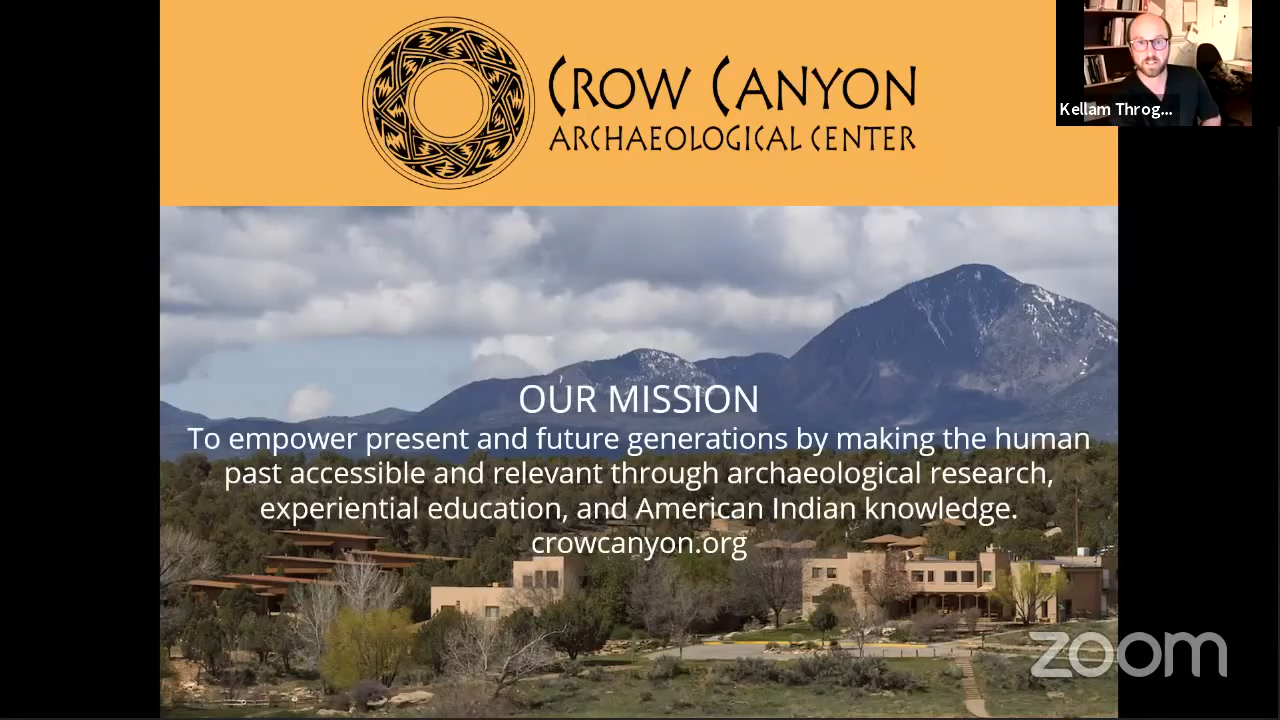 CROW CANYON
ARCHAEOLOGICAL CENTER
Kellam Throg...
OUR MISSION
To empower present and future generations by making the human
past accessible and relevant through archaeological research,
experiential education, and American Indian knowledge.
crowcanyon.org
zoom